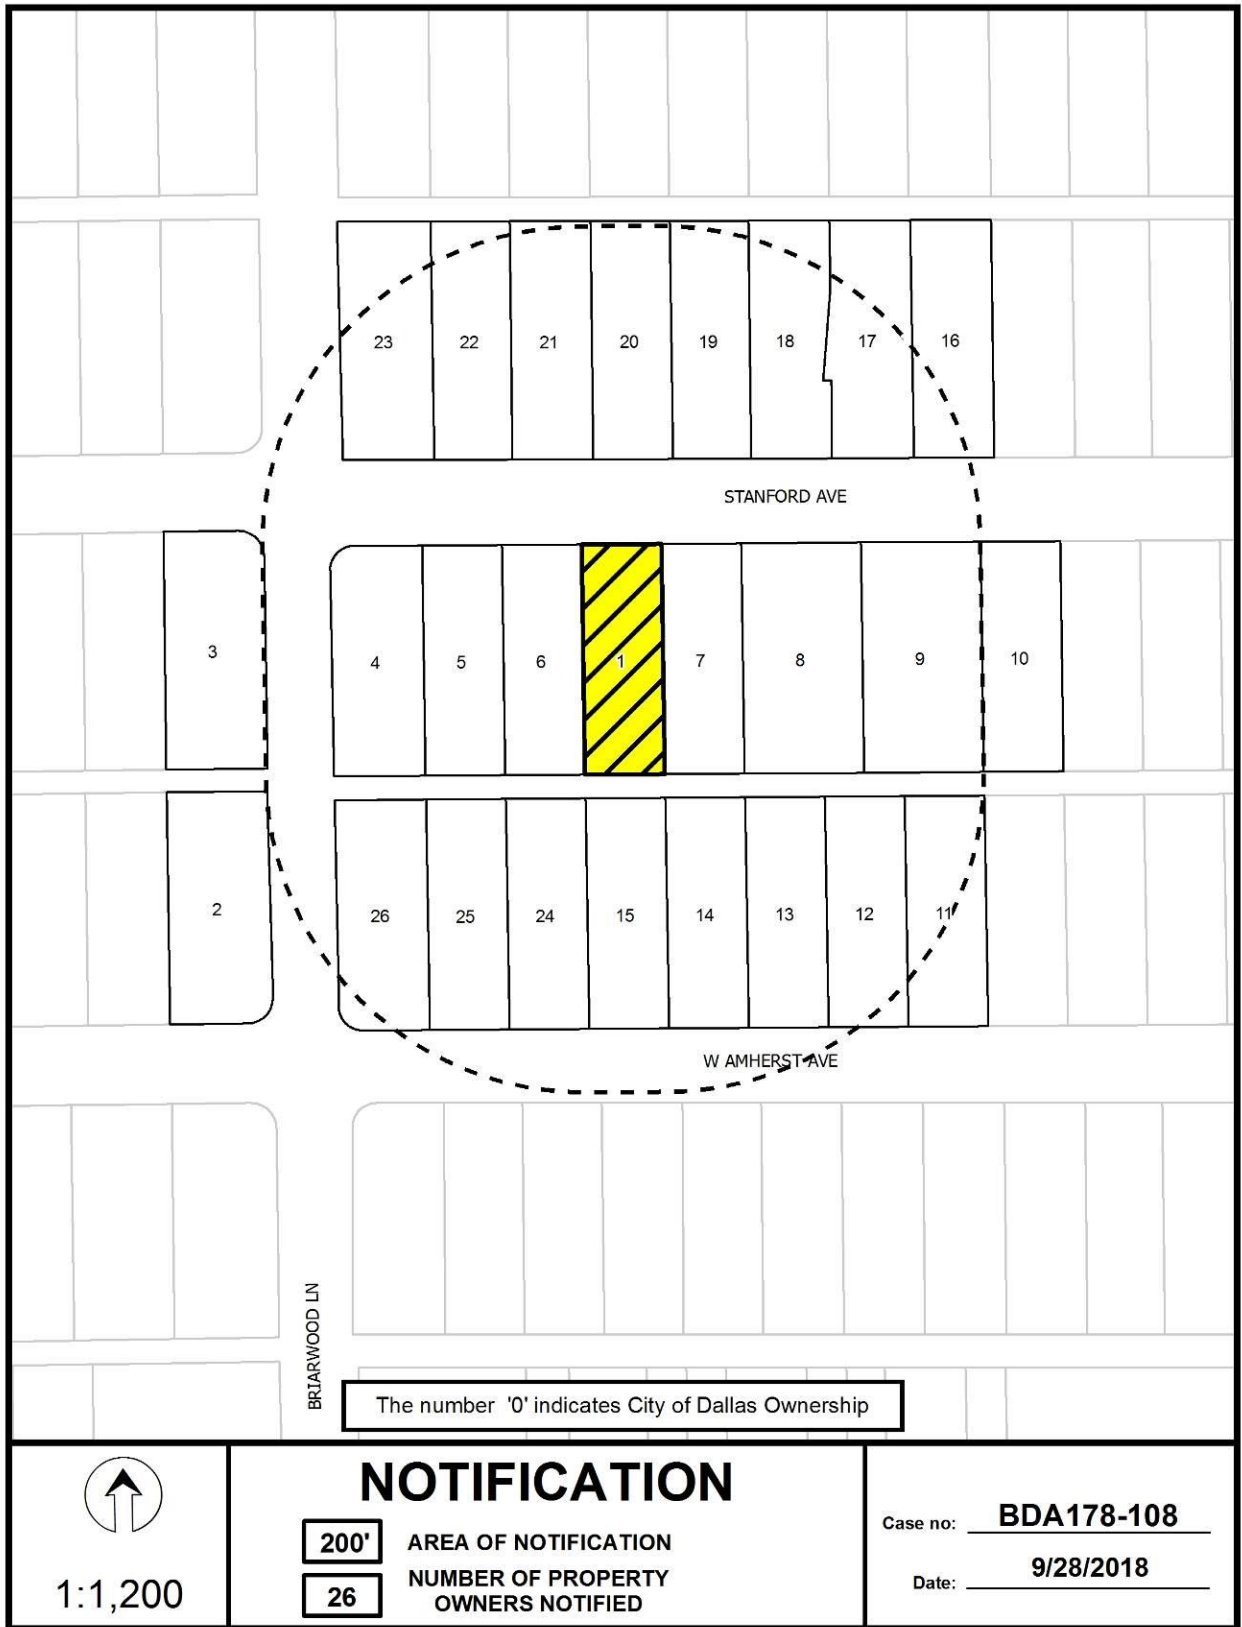 23 22 21 20 19 18 17 16
STANFORD AVE
3 4 5 6 1 7 8 9 10
2 26 25 24 15 14 13 12 11
W AMHERST AVE
BRIARWOOD LN
The number '0' indicates City of Dallas Ownership
1:1,200
NOTIFICATION
200' AREA OF NOTIFICATION
26 NUMBER OF PROPERTY
OWNERS NOTIFIED
Case no: BDA178-108
Date: 9/28/2018